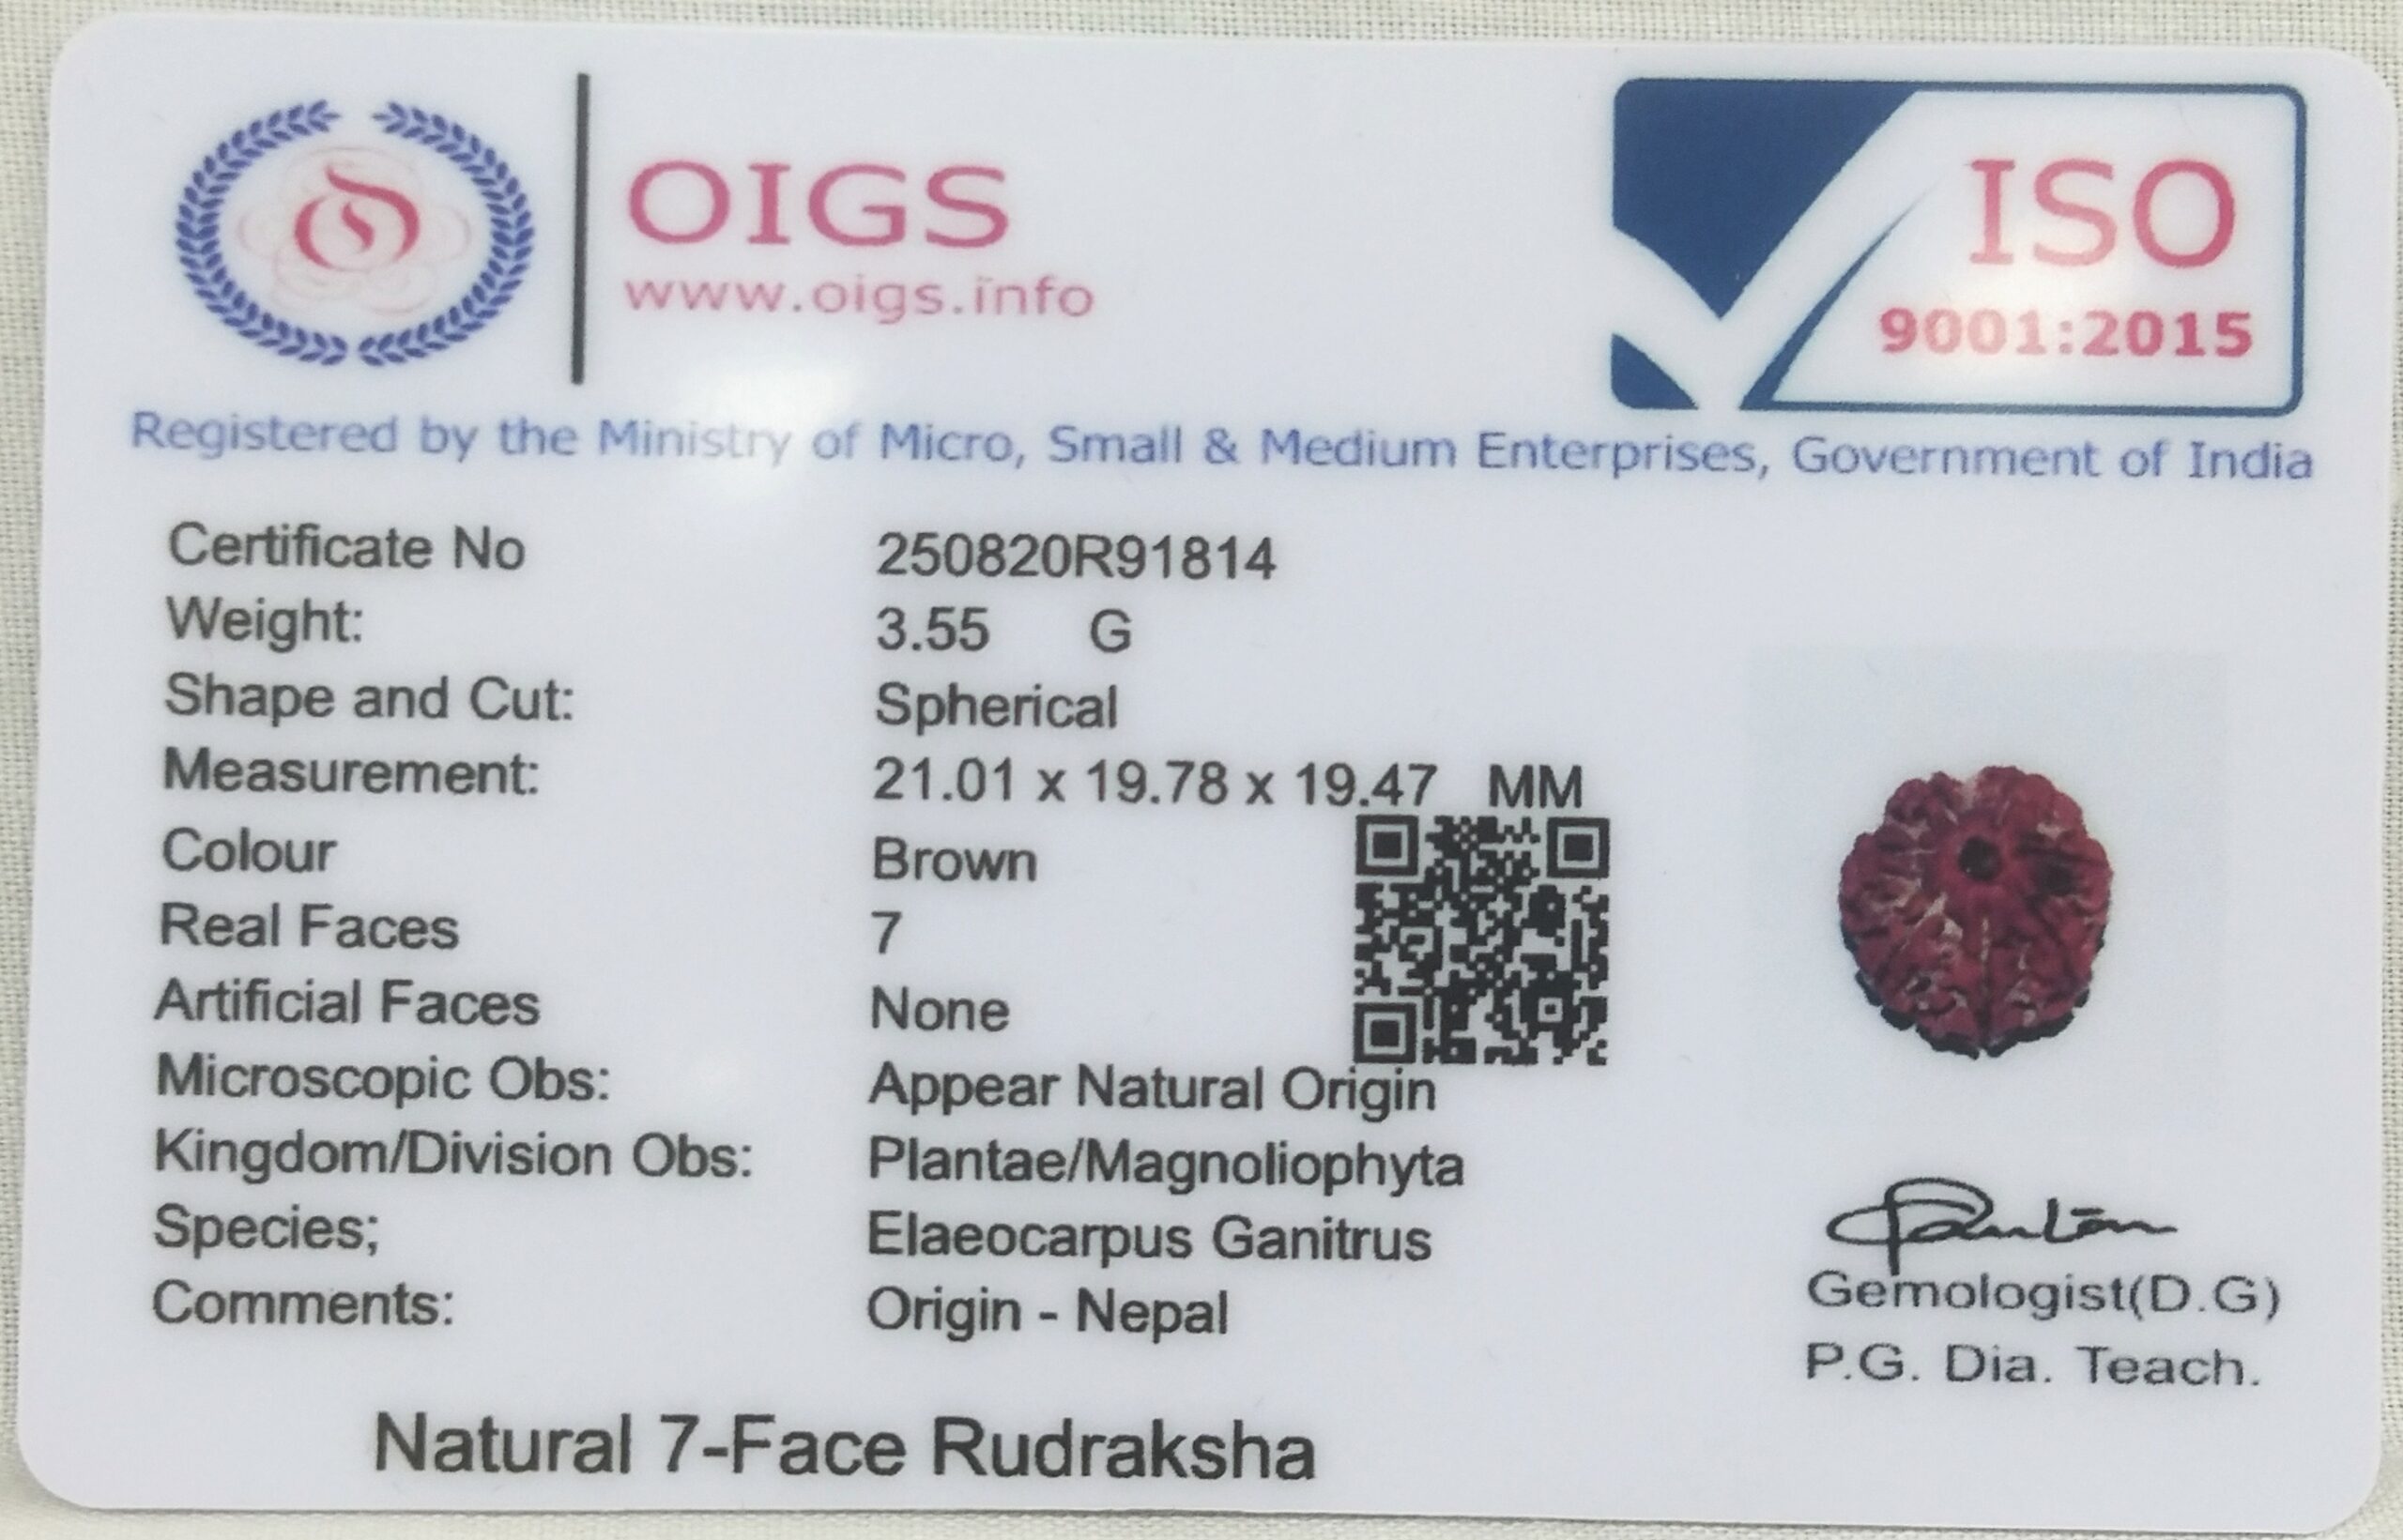 OIGS
www.oigs.info
ISO
9001:2015
Registered by the Ministry of Micro, Small & Medium Enterprises, Government of India
Certificate No 250820R91814
Weight: 3.55 G
Shape and Cut: Spherical
Measurement: 21.01 x 19.78 x 19.47 MM
Colour Brown
Real Faces 7
Artificial Faces None
Microscopic Obs: Appear Natural Origin
Kingdom/Division Obs: Plantae/Magnoliophyta
Species; Elaeocarpus Ganitrus
Comments: Origin - Nepal
Gemologist(D.G)
P.G. Dia. Teach.
Natural 7-Face Rudraksha